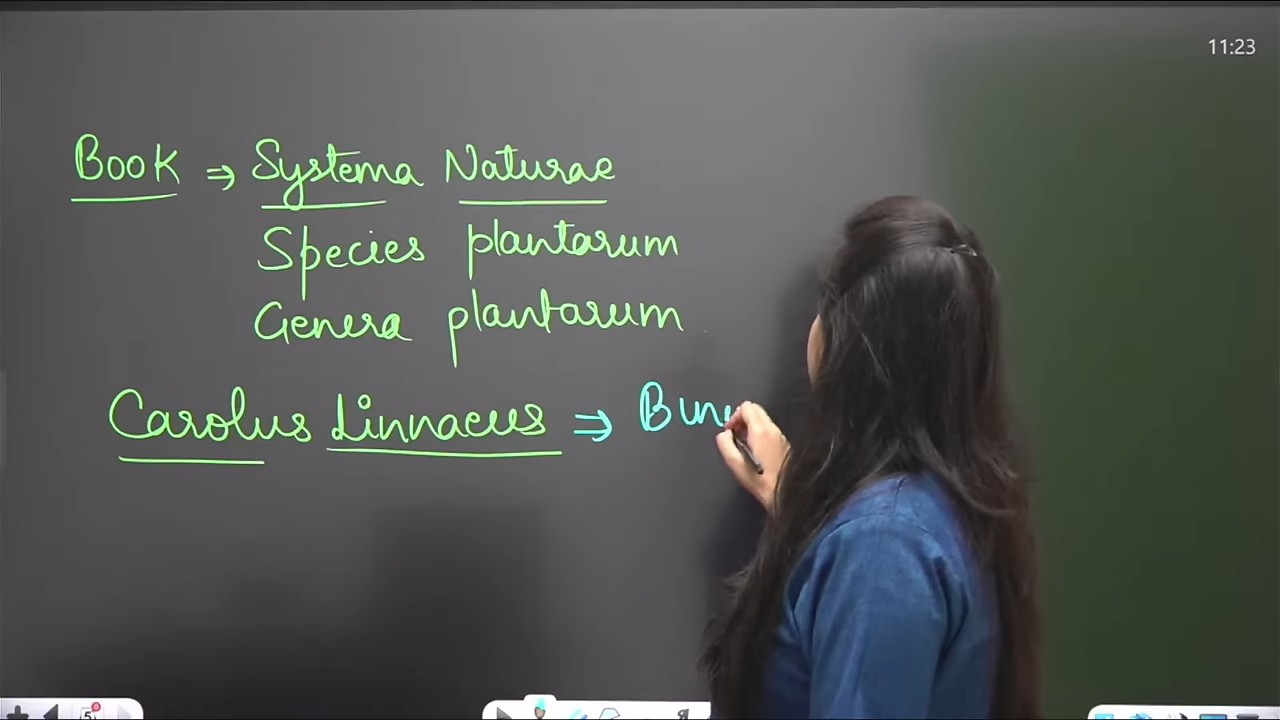 11:23
Book ⇒ Systema Naturae
Species plantarum
Genera plantarum
Carolus Linnaeus ⇒ Bin